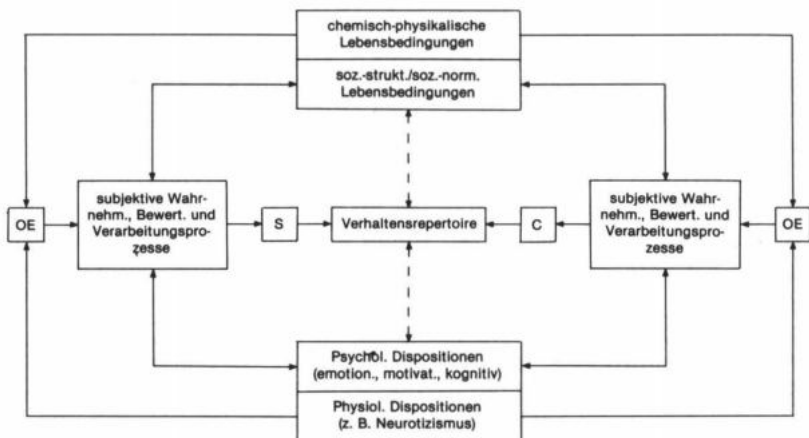 chemisch-physikalische
Lebensbedingungen
soz.-strukt./soz.-norm.
Lebensbedingungen
OE
subjektive Wahr-
nehm., Bewert. und
Verarbeitungspro-
zesse
S
Verhaltensrepertoire
C
subjektive Wahr-
nehm., Bewert. und
Verarbeitungspro-
zesse
OE
Psychol. Dispositionen
(emotion., motivat., kognitiv)
Physiol. Dispositionen
(z. B. Neurotizismus)